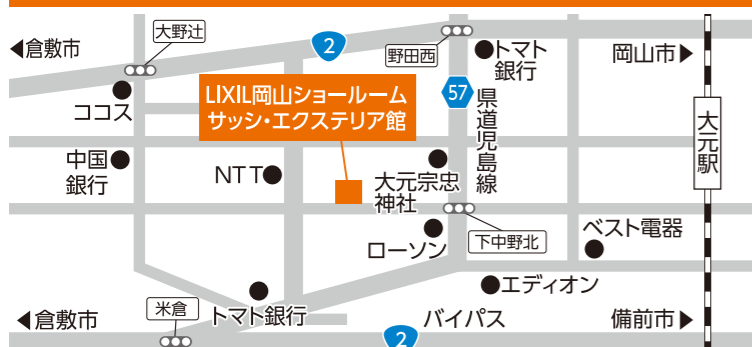 大野辻
◀倉敷市
2
野田西
トマト
銀行
岡山市▶
ココス
LIXIL岡山ショールーム
サッシ・エクステリア館
57
県道児島線
大元駅
中国
銀行
NTT
大元宗忠
神社
ローソン
下中野北
ベスト電器
エディオン
米倉
トマト銀行
◀倉敷市
バイパス
2
備前市▶